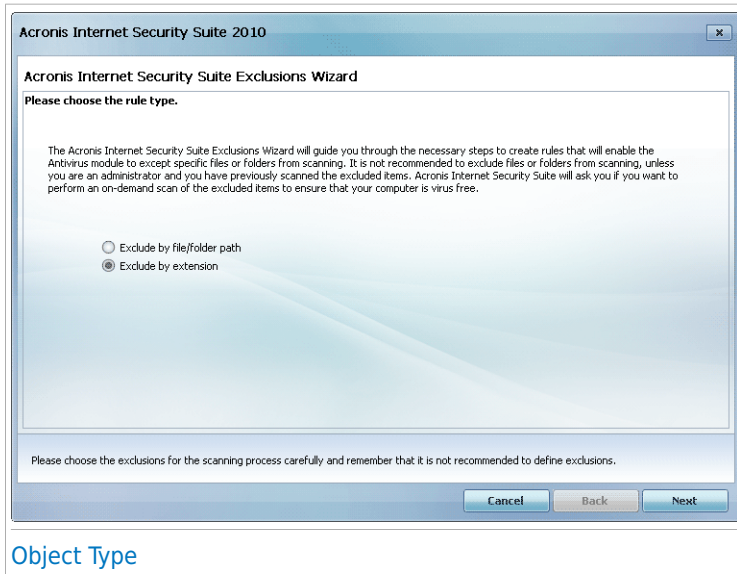 Acronis Internet Security Suite 2010
Acronis Internet Security Suite Exclusions Wizard
Please choose the rule type.
The Acronis Internet Security Suite Exclusions Wizard will guide you through the necessary steps to create rules that will enable the
Antivirus module to except specific files or folders from scanning. It is not recommended to exclude files or folders from scanning, unless
you are an administrator and you have previously scanned the excluded items. Acronis Internet Security Suite will ask you if you want to
perform an on-demand scan of the excluded items to ensure that your computer is virus free.
Exclude by file/folder path
Exclude by extension
Please choose the exclusions for the scanning process carefully and remember that it is not recommended to define exclusions.
Cancel Back Next
Object Type